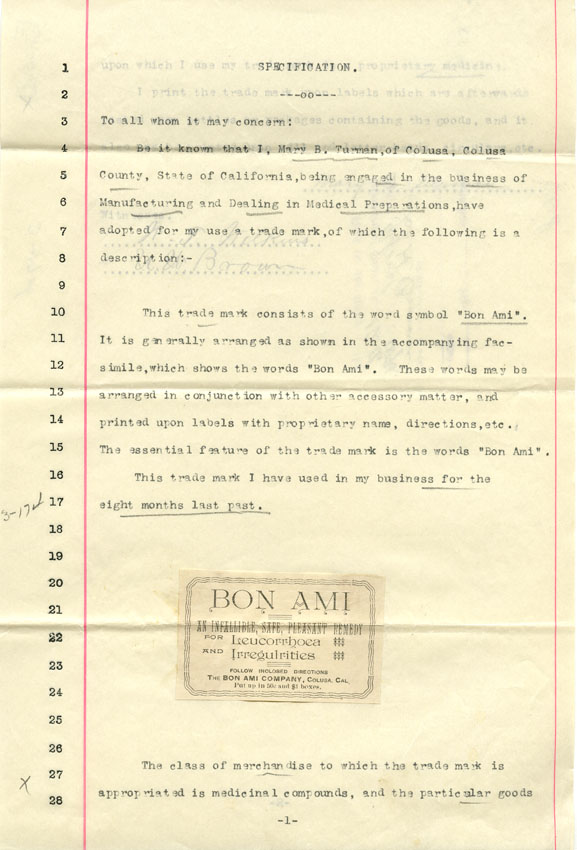 1 SPECIFICATION.
2 ---oo---
3 To all whom it may concern:
4 Be it known that I, Mary B. Turman,of Colusa, Colusa
5 County, State of California,being engaged in the business of
6 Manufacturing and Dealing in Medical Preparations,have
7 adopted for my use a trade mark,of which the following is a
8 description:-
9
10 This trade mark consists of the word symbol "Bon Ami".
11 It is generally arranged as shown in the accompanying fac-
12 simile,which shows the words "Bon Ami". These words may be
13 arranged in conjunction with other accessory matter, and
14 printed upon labels with proprietary name, directions,etc.
15 The essential feature of the trade mark is the words "Bon Ami".
16 This trade mark I have used in my business for the
17 eight months last past.
18
19
20 BON AMI
21 AN INFALLIBLE, SAFE, PLEASANT REMEDY
22 FOR Leucorrhoea
AND Irregulrities
23 FOLLOW INCLOSED DIRECTIONS
THE BON AMI COMPANY, COLUSA, CAL.
24 Put up in 50c and $1 boxes.
25
26
27 The class of merchandise to which the trade mark is
X
28 appropriated is medicinal compounds, and the particular goods
-1-